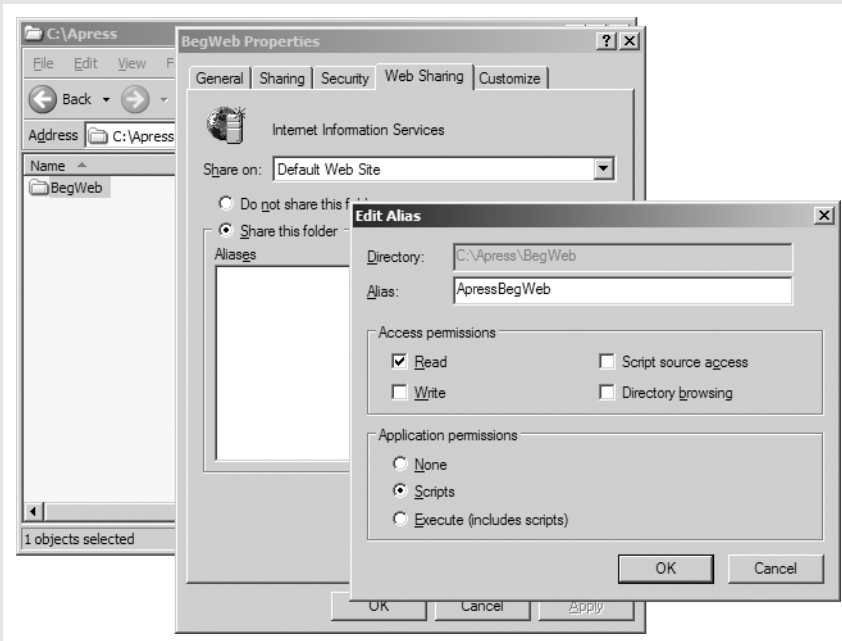 C:\Apress
File Edit View F
Back
Address C:\Apress
Name
BegWeb
1 objects selected
BegWeb Properties
General Sharing Security Web Sharing Customize
Internet Information Services
Share on: Default Web Site
Do not share this
Share this folder
Aliases
OK Cancel Apply
Edit Alias
Directory: C:\Apress\BegWeb
Alias: ApressBegWeb
Access permissions
Read Script source access
Write Directory browsing
Application permissions
None
Scripts
Execute (includes scripts)
OK Cancel